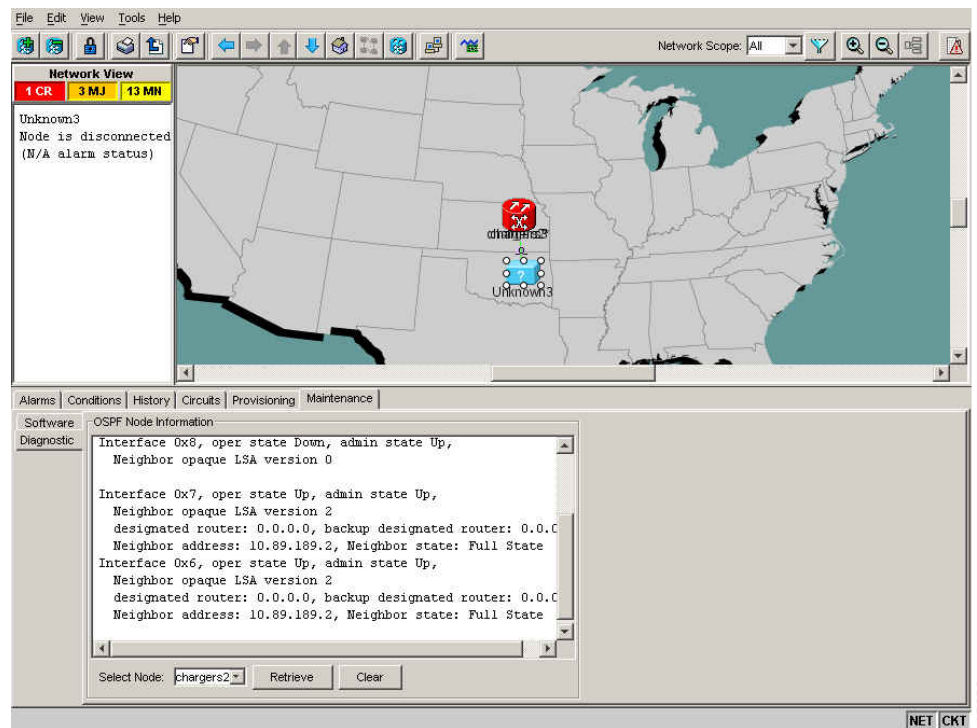 File Edit View Tools Help
Network Scope: All
Network View
1 CR 3 MJ 13 MN
Unknown3
Node is disconnected
(N/A alarm status)
?
Unknown3
Alarms Conditions History Circuits Provisioning Maintenance
Software
Diagnostic
OSPF Node Information
Interface 0x8, oper state Down, admin state Up,
Neighbor opaque LSA version 0
Interface 0x7, oper state Up, admin state Up,
Neighbor opaque LSA version 2
designated router: 0.0.0.0, backup designated router: 0.0.0
Neighbor address: 10.89.189.2, Neighbor state: Full State
Interface 0x6, oper state Up, admin state Up,
Neighbor opaque LSA version 2
designated router: 0.0.0.0, backup designated router: 0.0.0
Neighbor address: 10.89.189.2, Neighbor state: Full State
Select Node: chargers2 Retrieve Clear
NET CKT